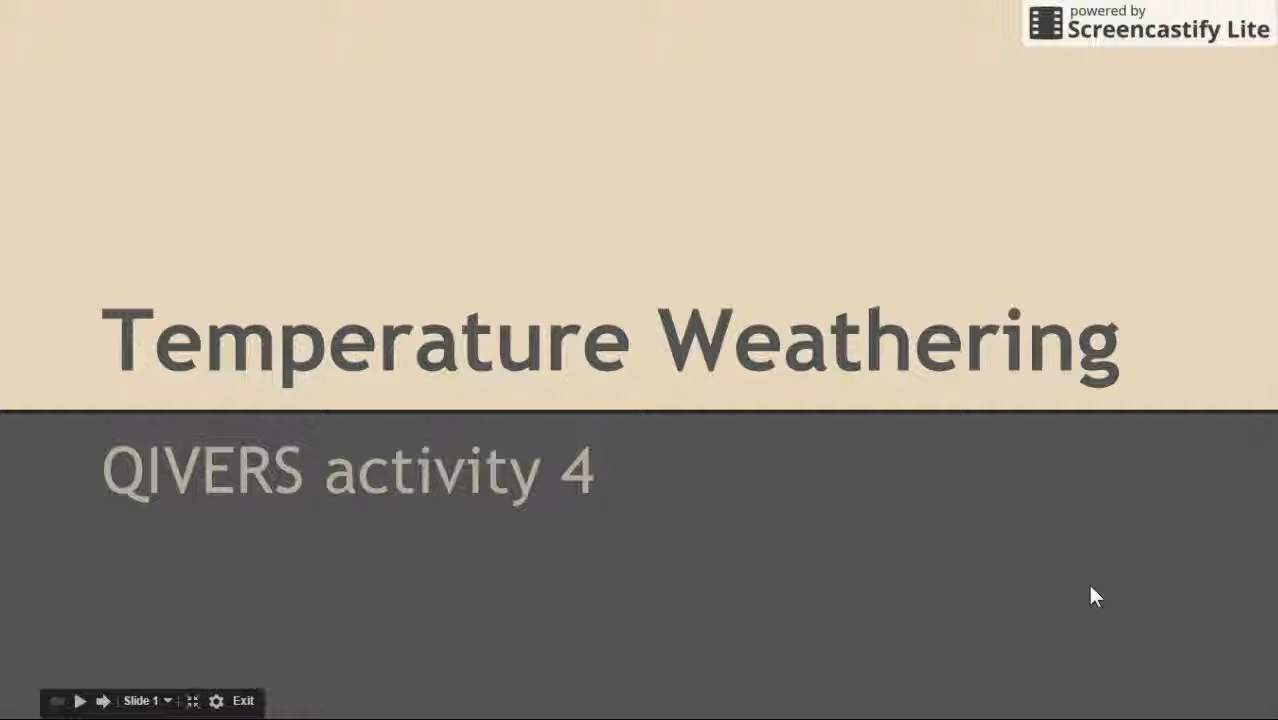 powered by
Screencastify Lite
Temperature Weathering
QIVERS activity 4
Slide 1
Exit